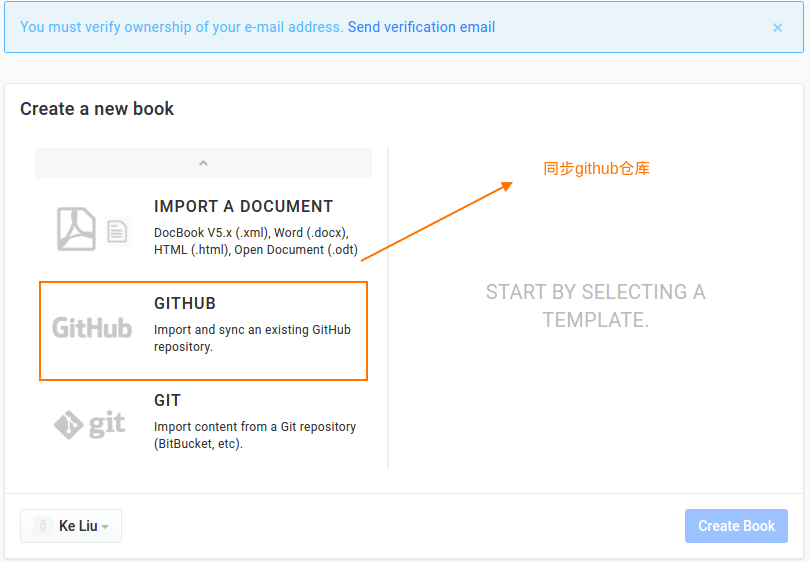 You must verify ownership of your e-mail address. Send verification email ×
Create a new book
同步github仓库
IMPORT A DOCUMENT
DocBook V5.x (.xml), Word (.docx),
HTML (.html), Open Document (.odt)
GitHub
GITHUB
Import and sync an existing GitHub
repository.
git
GIT
Import content from a Git repository
(BitBucket, etc).
START BY SELECTING A
TEMPLATE.
Ke Liu
Create Book